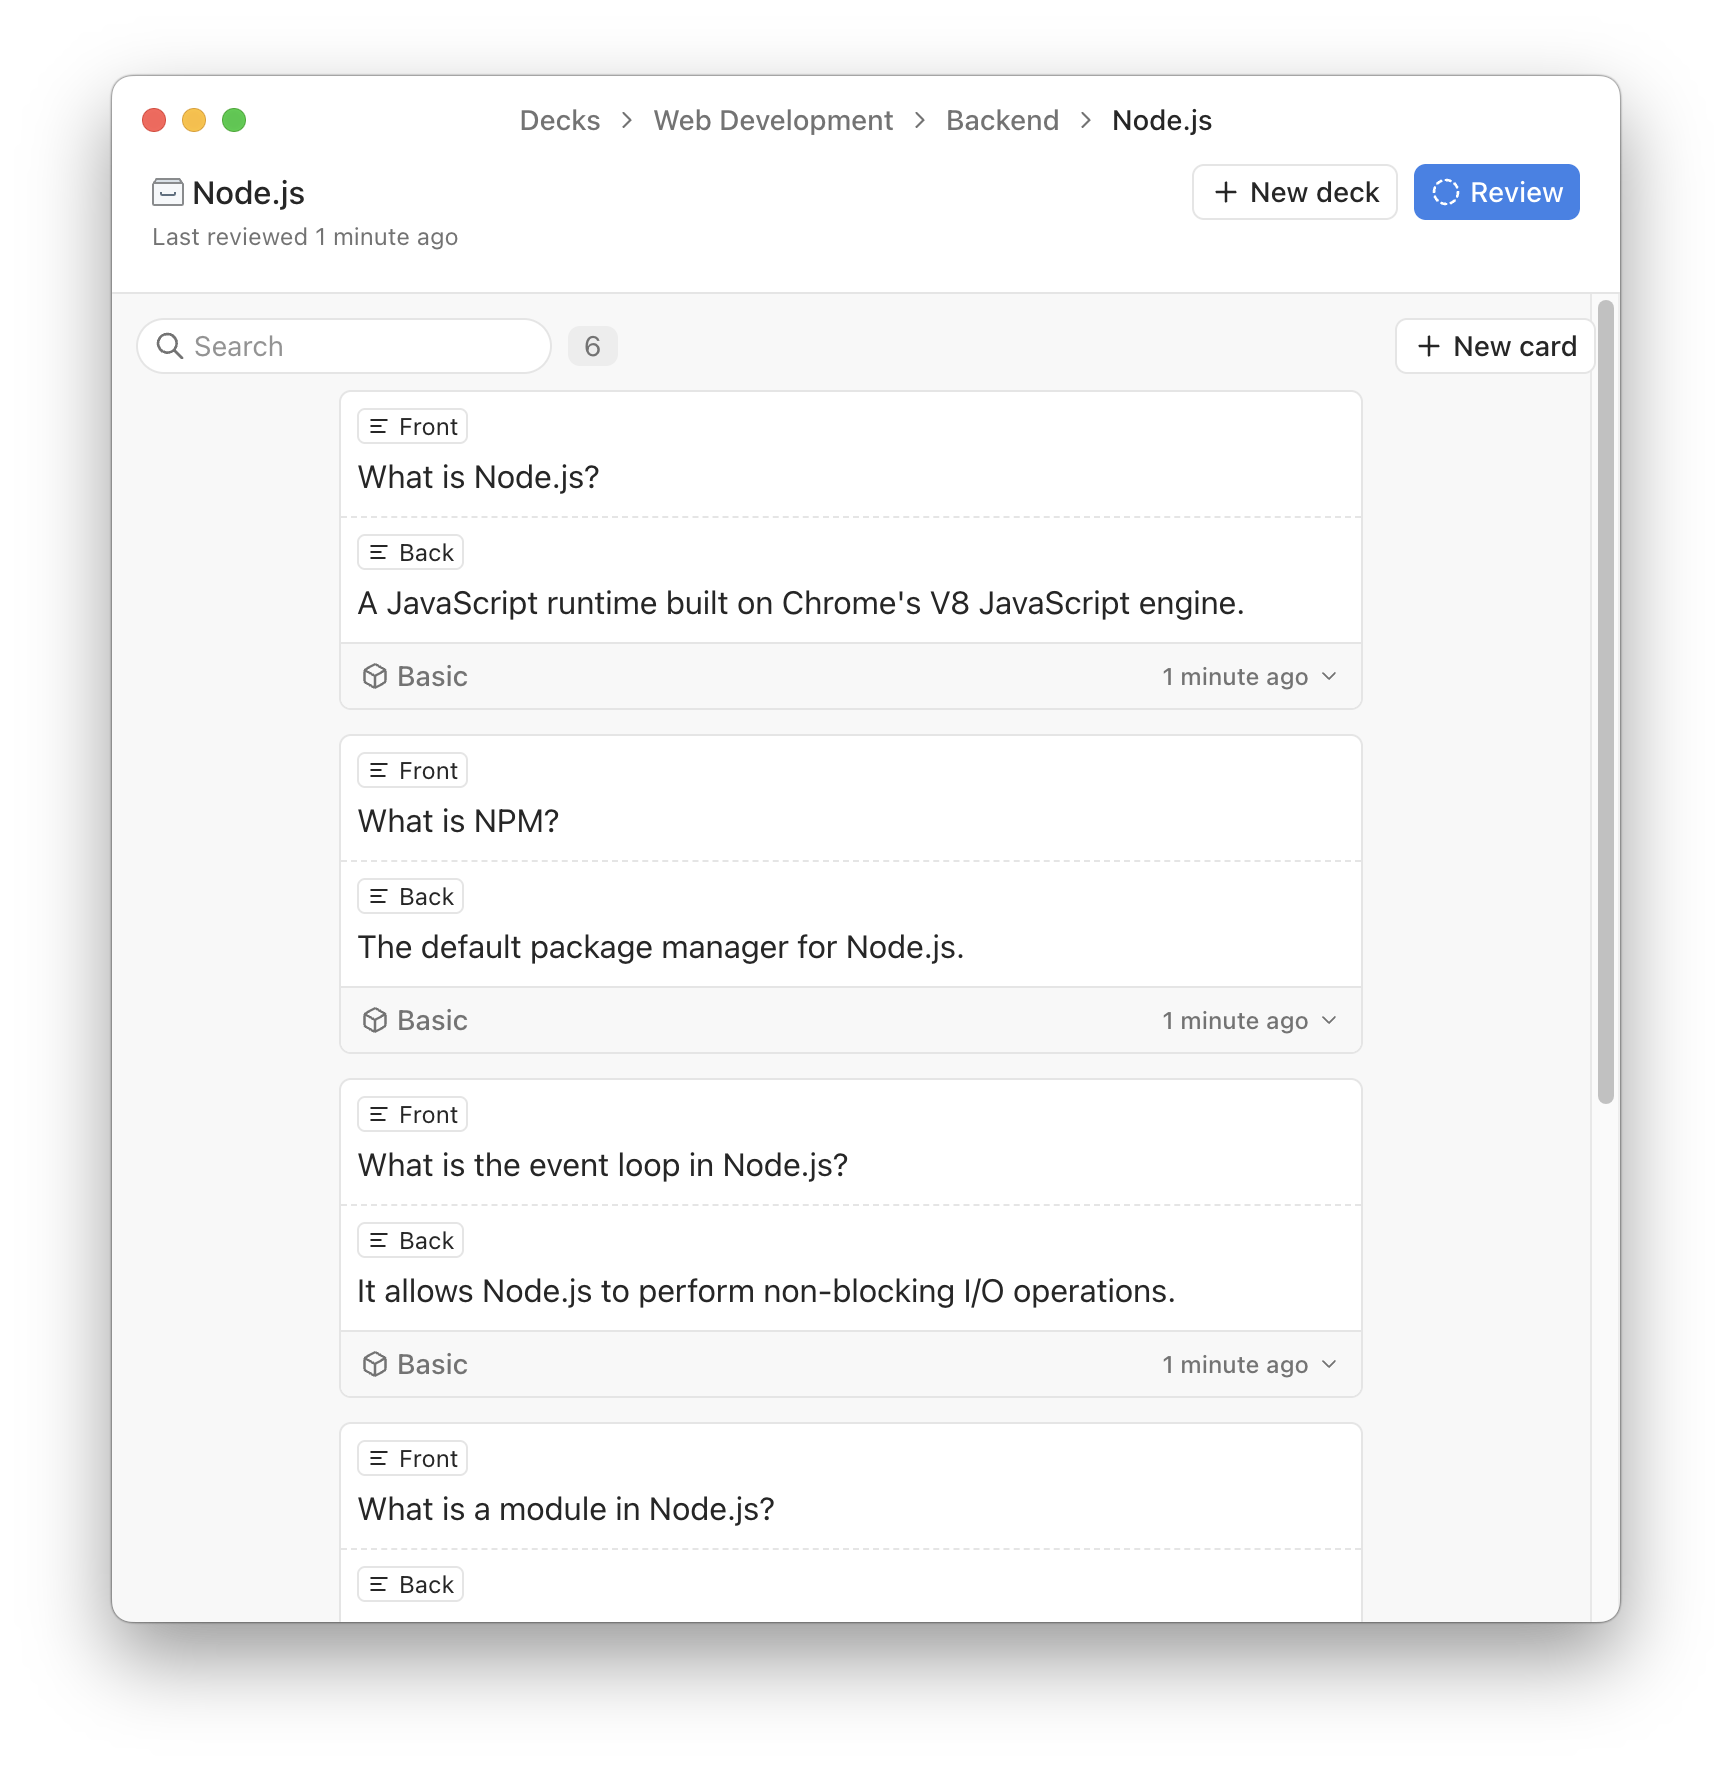 Decks > Web Development > Backend > Node.js
Node.js
+ New deck
Review
Last reviewed 1 minute ago
Search
6
+ New card
Front
What is Node.js?
Back
A JavaScript runtime built on Chrome's V8 JavaScript engine.
Basic
1 minute ago
Front
What is NPM?
Back
The default package manager for Node.js.
Basic
1 minute ago
Front
What is the event loop in Node.js?
Back
It allows Node.js to perform non-blocking I/O operations.
Basic
1 minute ago
Front
What is a module in Node.js?
Back